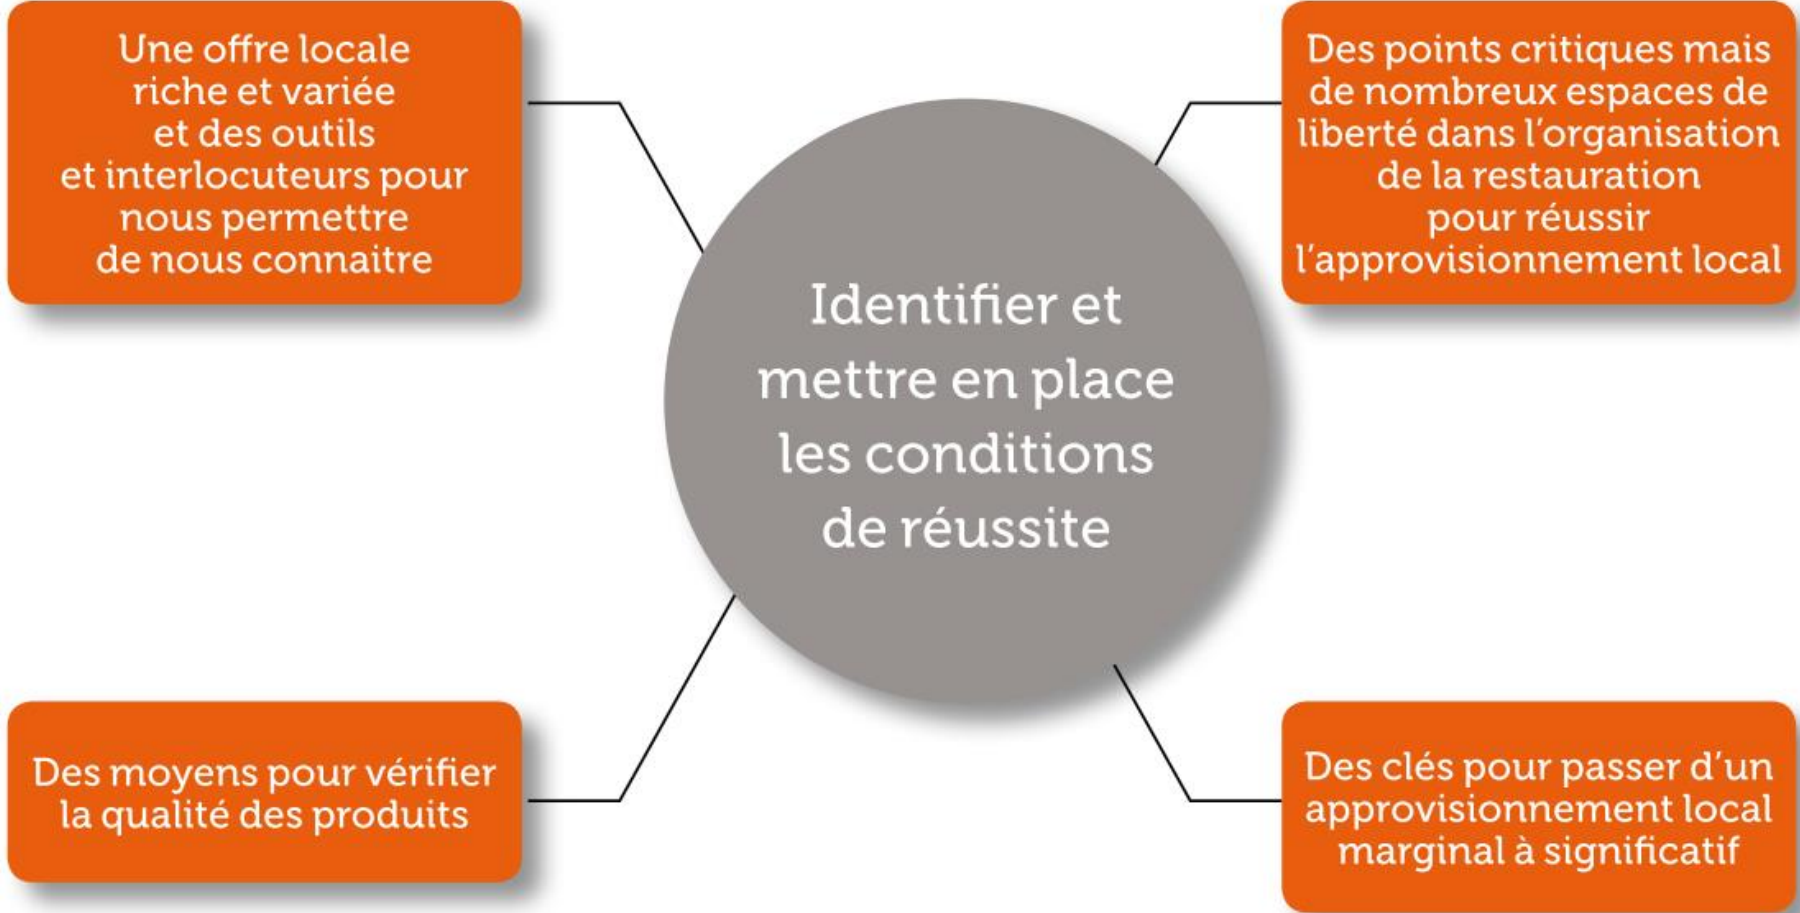 Une offre locale
riche et variée
et des outils
et interlocuteurs pour
nous permettre
de nous connaitre
Des points critiques mais
de nombreux espaces de
liberté dans l’organisation
de la restauration
pour réussir
l’approvisionnement local
Identifier et
mettre en place
les conditions
de réussite
Des moyens pour vérifier
la qualité des produits
Des clés pour passer d’un
approvisionnement local
marginal à significatif